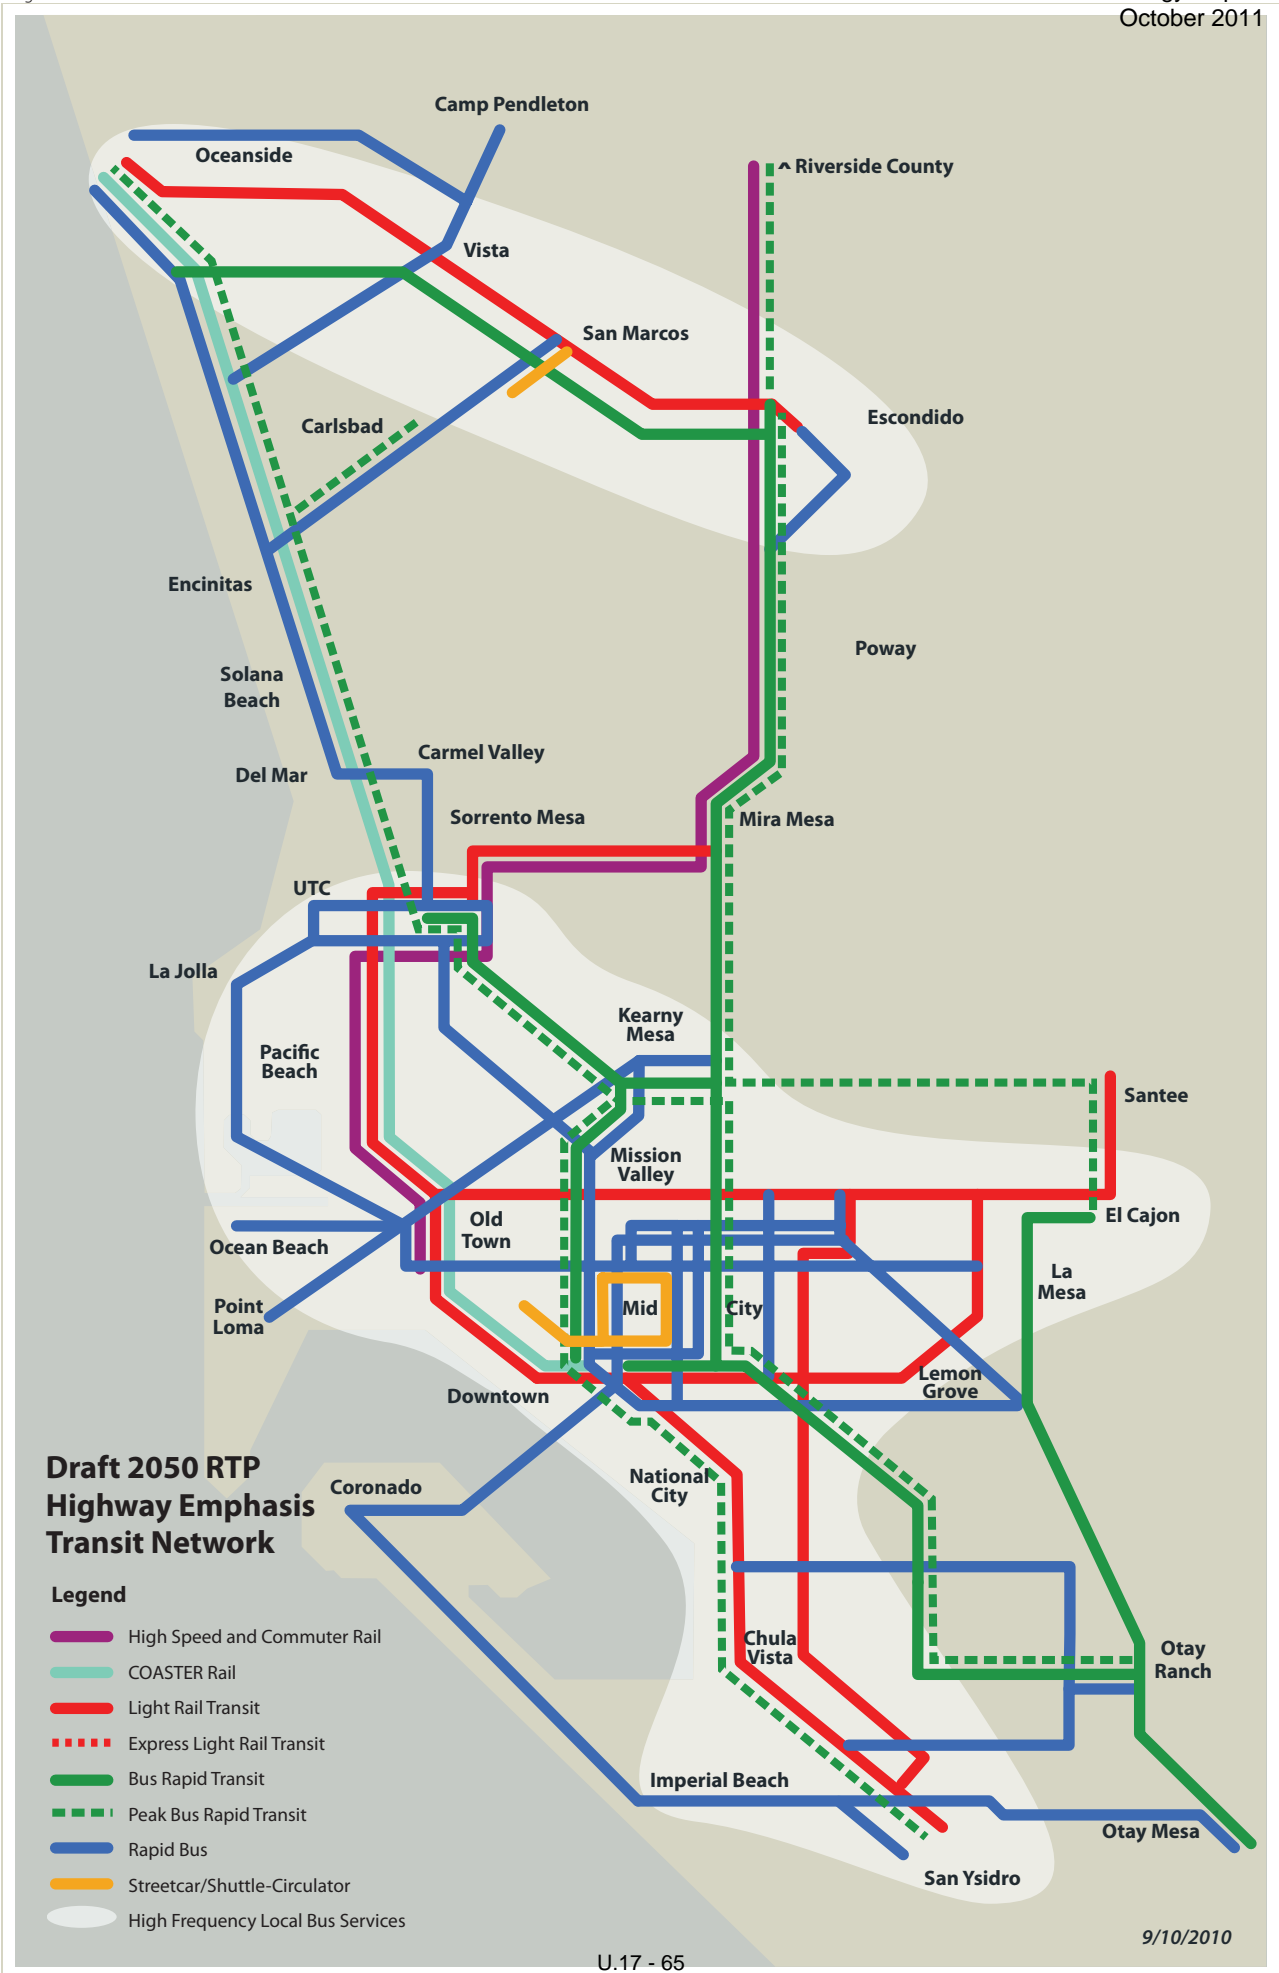 October 2011
Camp Pendleton
Oceanside
^ Riverside County
Vista
San Marcos
Escondido
Carlsbad
Encinitas
Poway
Solana
Beach
Carmel Valley
Del Mar
Sorrento Mesa
Mira Mesa
UTC
La Jolla
Kearny
Mesa
Pacific
Beach
Santee
Mission
Valley
Old
Town
El Cajon
Ocean Beach
La
Mesa
Point
Loma
Mid
City
Lemon
Grove
Downtown
National
City
Coronado
Draft 2050 RTP
Highway Emphasis
Transit Network
Legend
High Speed and Commuter Rail
COASTER Rail
Light Rail Transit
Express Light Rail Transit
Bus Rapid Transit
Peak Bus Rapid Transit
Rapid Bus
Streetcar/Shuttle-Circulator
High Frequency Local Bus Services
Chula
Vista
Otay
Ranch
Imperial Beach
Otay Mesa
San Ysidro
9/10/2010
U.17 - 65